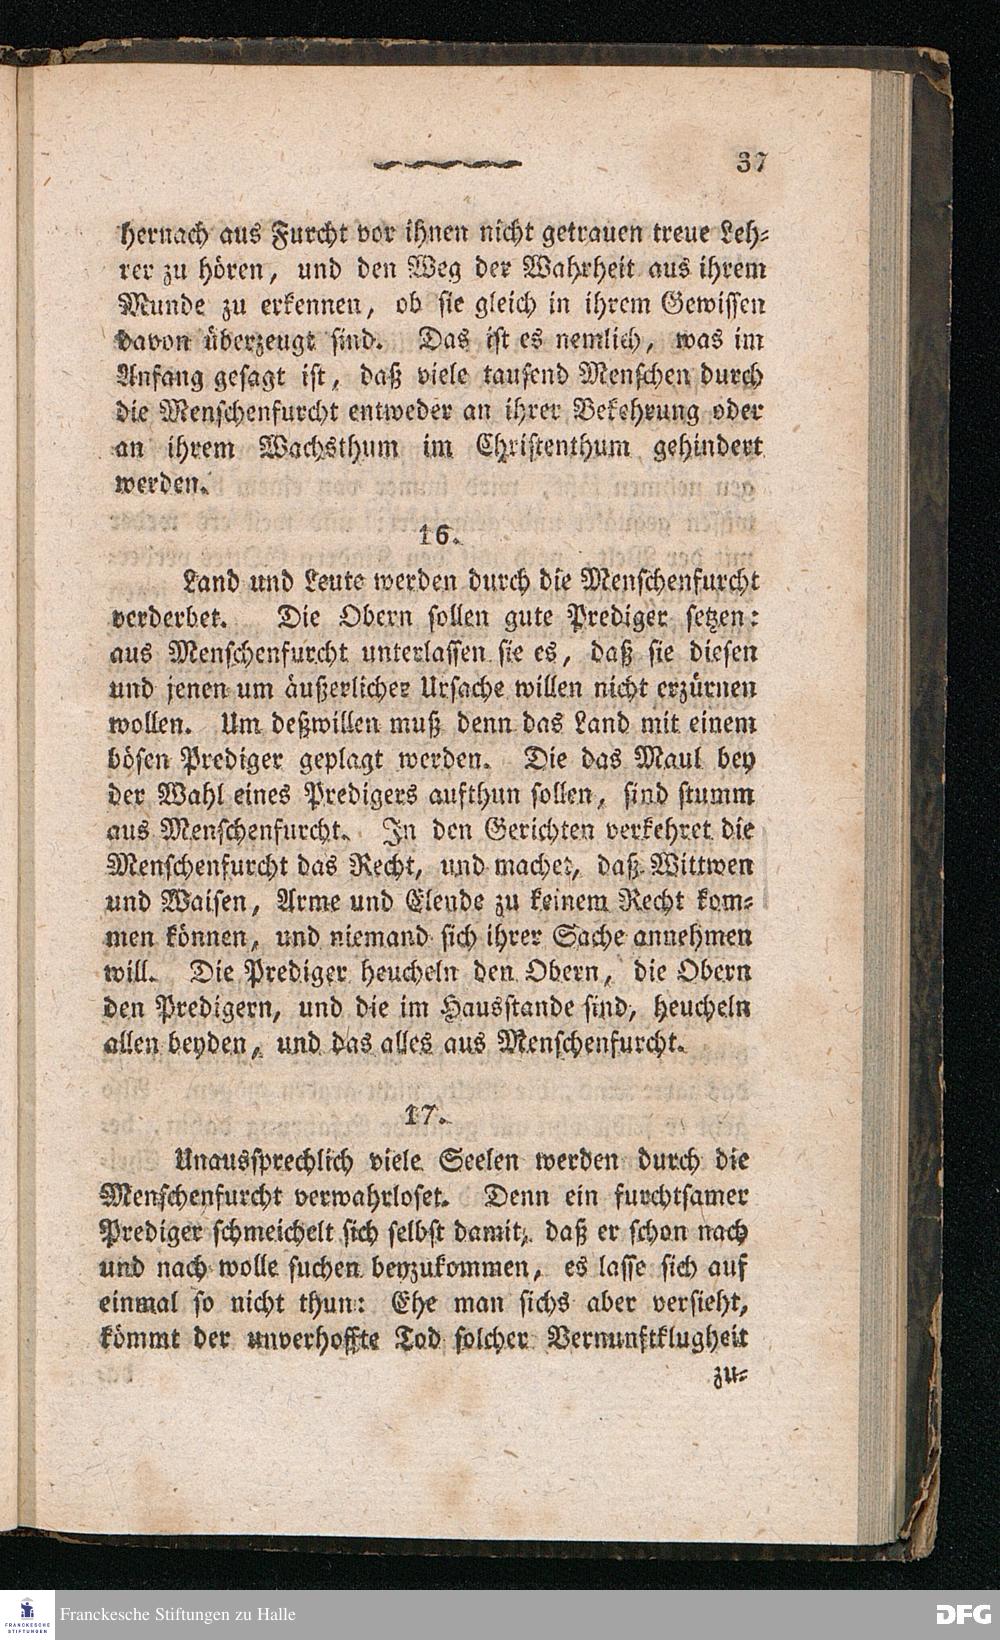 37
hernach aus Furcht vor ihnen nicht getrauen treue Leh-
rer zu hören, und den Weg der Wahrheit aus ihrem
Munde zu erkennen, ob sie gleich in ihrem Gewissen
davon überzeugt sind. Das ist es nemlich, was im
Anfang gesagt ist, daß viele tausend Menschen durch
die Menschenfurcht entweder an ihrer Bekehrung oder
an ihrem Wachsthum im Christenthum gehindert
werden.
16.
Land und Leute werden durch die Menschenfurcht
verderbet. Die Obern sollen gute Prediger setzen:
aus Menschenfurcht unterlassen sie es, daß sie diesen
und jenen um äußerlicher Ursache willen nicht erzürnen
wollen. Um deßwillen muß denn das Land mit einem
bösen Prediger geplagt werden. Die das Maul bey
der Wahl eines Predigers aufthun sollen, sind stumm
aus Menschenfurcht. In den Gerichten verkehret die
Menschenfurcht das Recht, und machet, daß Wittwen
und Waisen, Arme und Elende zu keinem Recht kom-
men können, und niemand sich ihrer Sache annehmen
will. Die Prediger heucheln den Obern, die Obern
den Predigern, und die im Hausstande sind, heucheln
allen beyden, und das alles aus Menschenfurcht.
17.
Unaussprechlich viele Seelen werden durch die
Menschenfurcht verwahrloset. Denn ein furchtsamer
Prediger schmeichelt sich selbst damit, daß er schon nach
und nach wolle suchen beyzukommen, es lasse sich auf
einmal so nicht thun: Ehe man sichs aber versieht,
kömmt der unverhoffte Tod solcher Vernunftklugheit
zu-
FRANCKESCHE
STIFTUNGEN
Franckesche Stiftungen zu Halle
DFG